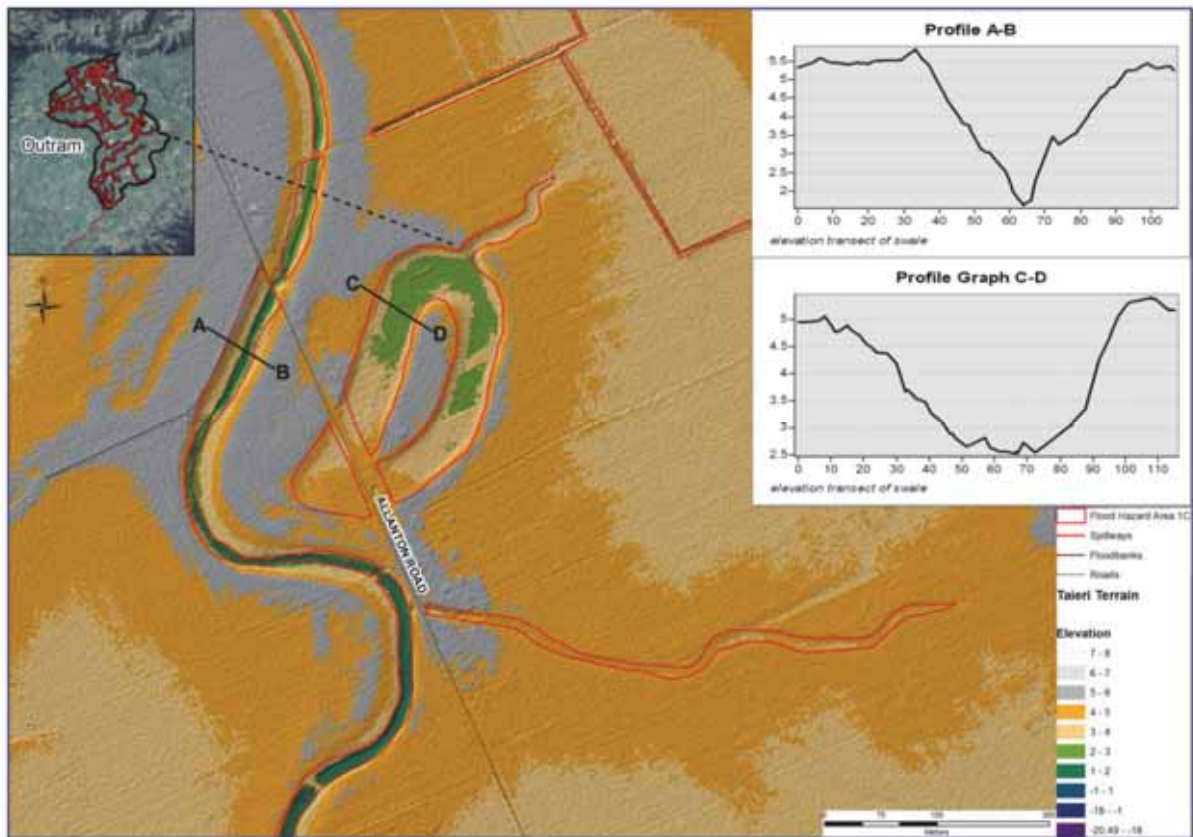 Outram
Profile A-B
5.5
5
4.5
3.5
3
2.5
2
0 10 20 30 40 50 60 70 80 90 100
elevation transect of swale
Profile Graph C-D
5
4.5
4
3.5
3
2.5
0 10 20 30 40 50 60 70 80 90 100 110
elevation transect of swale
A
B
C
D
ALLANTON ROAD
Flood Hazard Area 1C
Spillways
Floodbanks
Roads
Taieri Terrain
Elevation
7 - 8
6 - 7
5 - 6
4 - 5
3 - 4
2 - 3
1 - 2
-1 - 1
-20.49 - -16
Meters